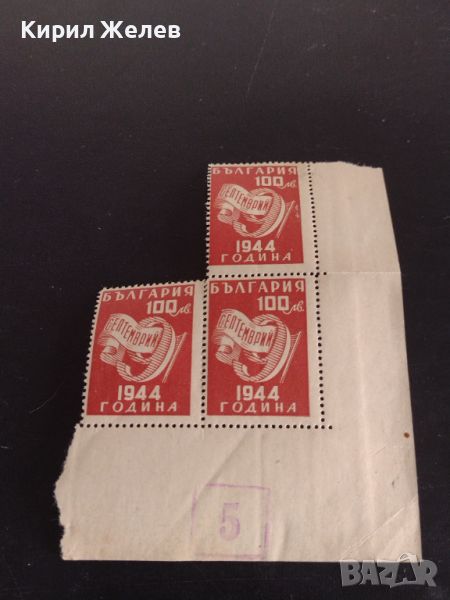 Кирил Желев
БЪЛГАРИЯ
100 лв.
СЕПТЕМВРИЙ
1944
ГОДИНА
БЪЛГАРИЯ
100 лв.
СЕПТЕМВРИЙ
1944
ГОДИНА
БЪЛГАРИЯ
100 лв.
СЕПТЕМВРИЙ
1944
ГОДИНА
5
BAZAR